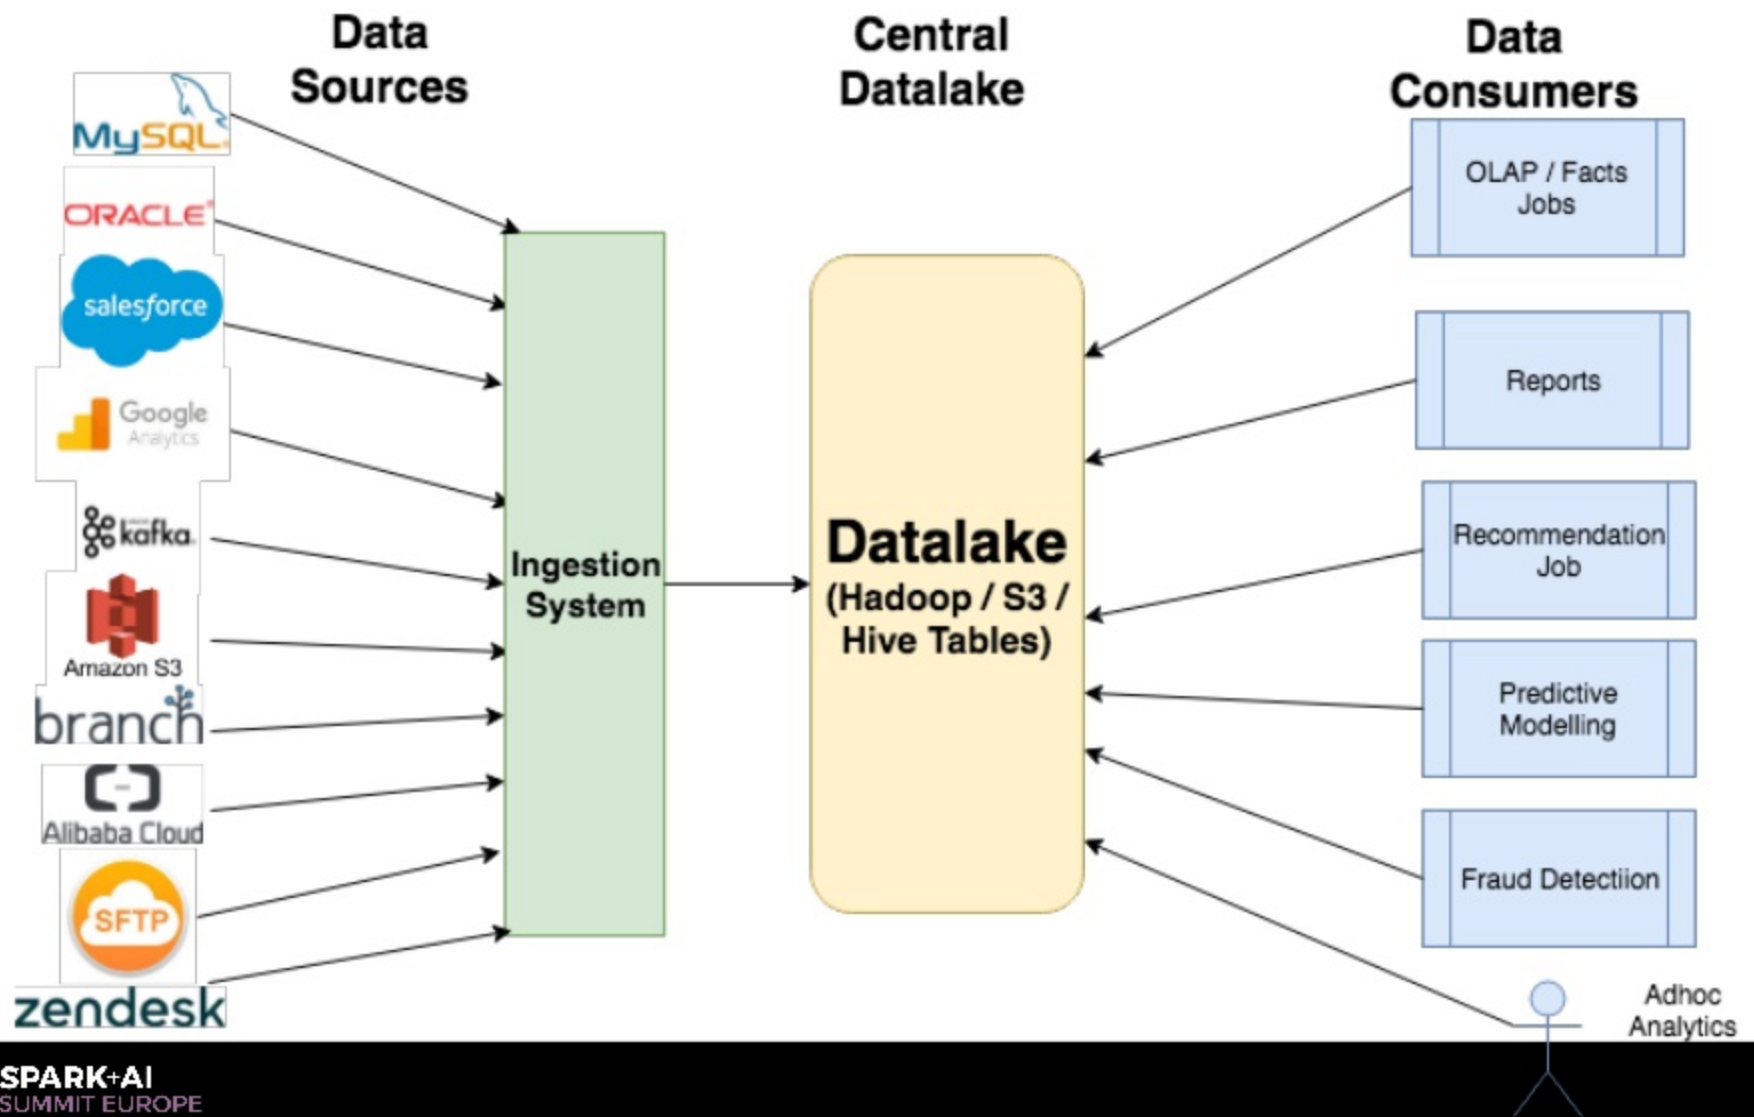 Data
Sources
Central
Datalake
Data
Consumers
MySQL
ORACLE
salesforce
Google
Analytics
kafka
Amazon S3
branch
Alibaba Cloud
SFTP
zendesk
Ingestion
System
Datalake
(Hadoop / S3 /
Hive Tables)
OLAP / Facts
Jobs
Reports
Recommendation
Job
Predictive
Modelling
Fraud Detectiion
Adhoc
Analytics
SPARK+AI
SUMMIT EUROPE